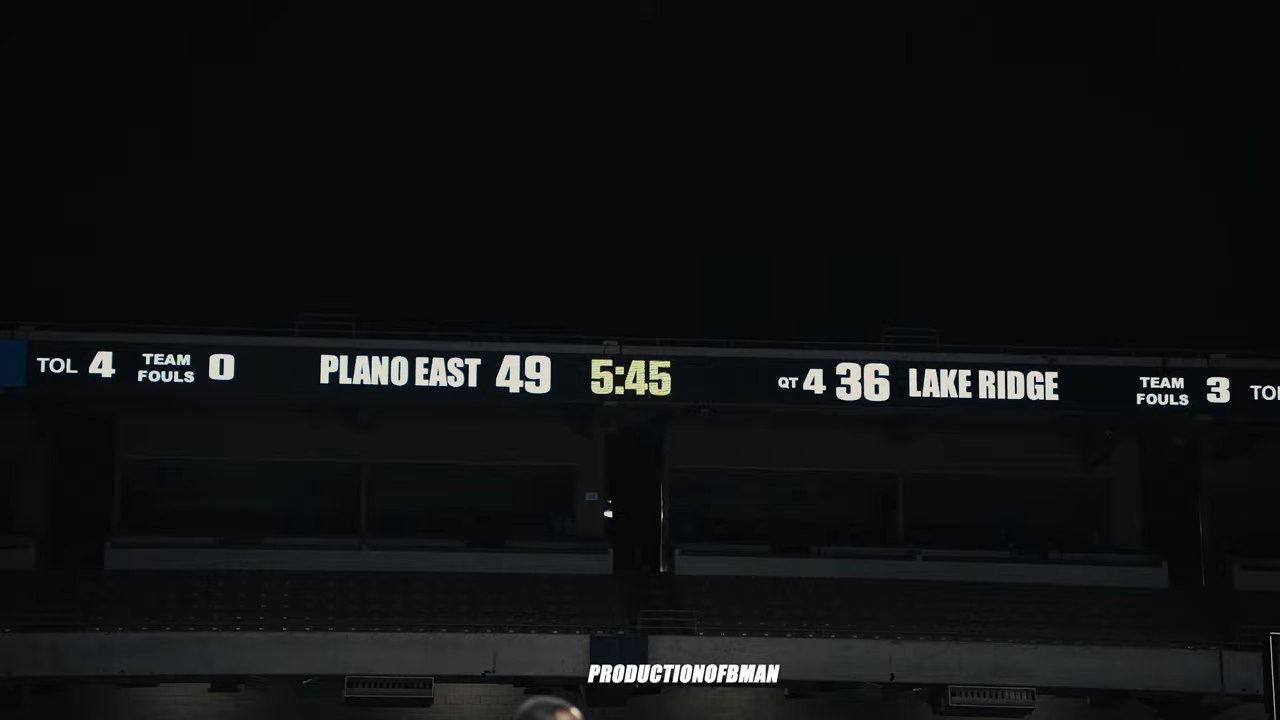 TOL 4 TEAM FOULS 0 PLANO EAST 49 5:45 QT 4 36 LAKE RIDGE TEAM FOULS 3 TOL
PRODUCTIONOFBMAN